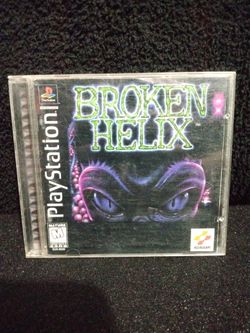 BROKEN
HELIX
PlayStation
KONAMI